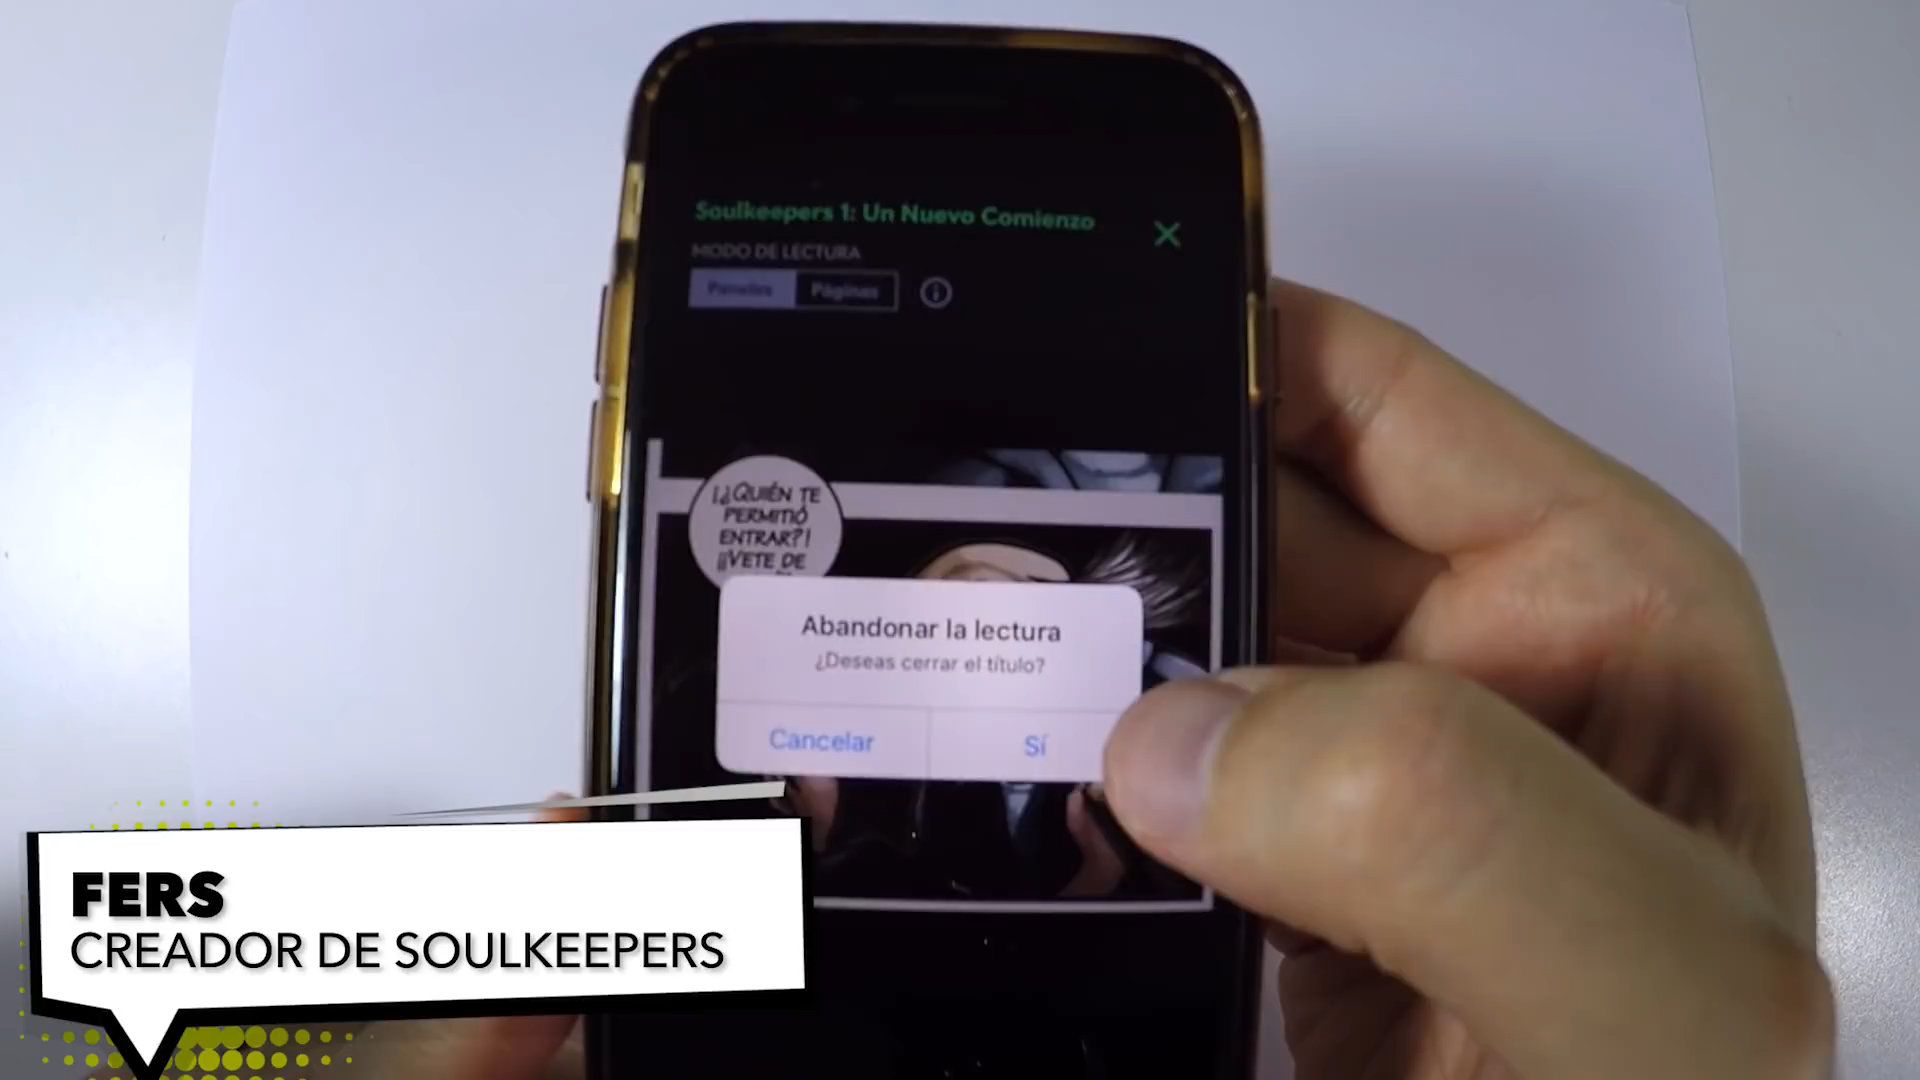 Soulkeepers 1: Un Nuevo Comienzo
MODO DE LECTURA
Paneles
Páginas
¡¿QUIÉN TE
PERMITIÓ
ENTRAR?!
¡¡VETE DE
Abandonar la lectura
¿Deseas cerrar el título?
Cancelar
Sí
FERS
CREADOR DE SOULKEEPERS